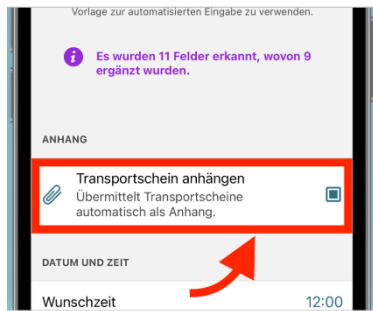 Vorlage zur automatisierten Eingabe zu verwenden.
Es wurden 11 Felder erkannt, wovon 9
ergänzt wurden.
ANHANG
Transportschein anhängen
Übermittelt Transportscheine
automatisch als Anhang.
DATUM UND ZEIT
Wunschzeit 12:00